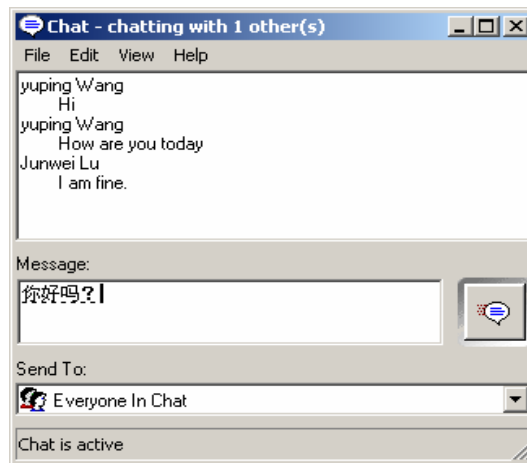 Chat - chatting with 1 other(s)
File Edit View Help
yuping Wang
Hi
yuping Wang
How are you today
Junwei Lu
I am fine.
Message:
你好吗?
Send To:
Everyone In Chat
Chat is active